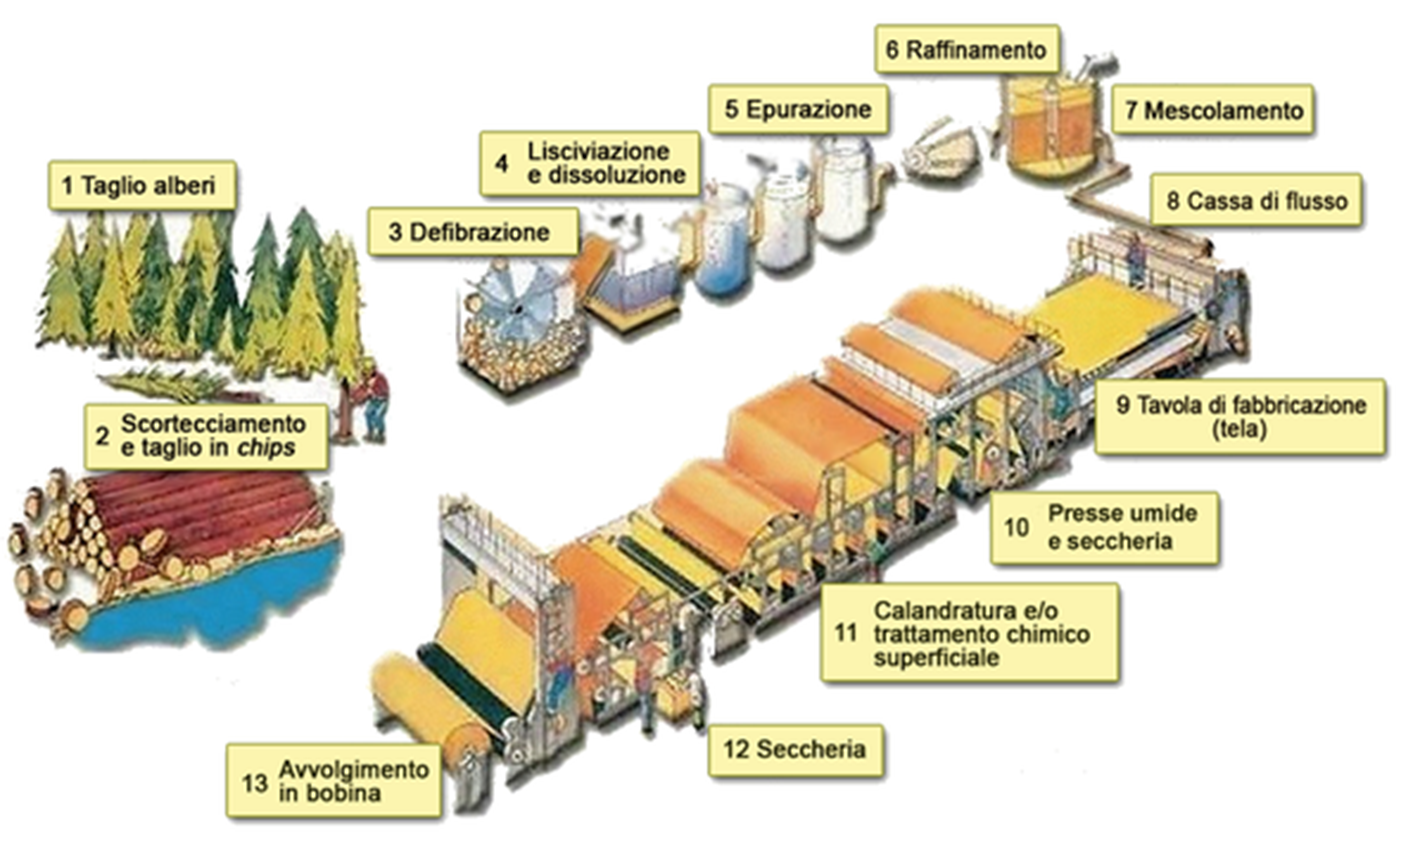 1 Taglio alberi
2 Scortecciamento
e taglio in chips
3 Defibrazione
4 Lisciviazione
e dissoluzione
5 Epurazione
6 Raffinamento
7 Mescolamento
8 Cassa di flusso
9 Tavola di fabbricazione
(tela)
10 Presse umide
e seccheria
11 Calandratura e/o
trattamento chimico
superficiale
12 Seccheria
13 Avvolgimento
in bobina